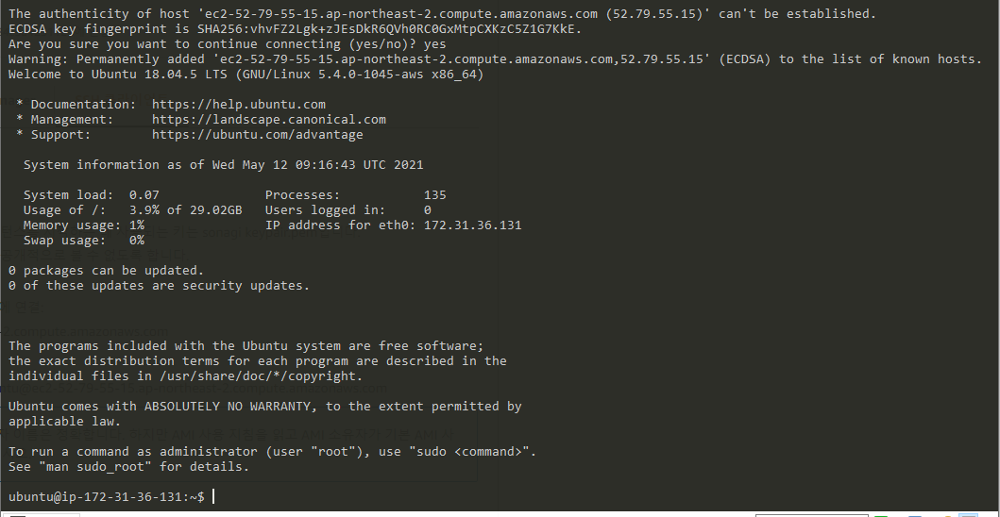 The authenticity of host 'ec2-52-79-55-15.ap-northeast-2.compute.amazonaws.com (52.79.55.15)' can't be established.
ECDSA key fingerprint is SHA256:vhvFZ2Lgk+zJEsDkR6QVh0RC0GxMtpCXKzC5Z1G7KkE.
Are you sure you want to continue connecting (yes/no)? yes
Warning: Permanently added 'ec2-52-79-55-15.ap-northeast-2.compute.amazonaws.com,52.79.55.15' (ECDSA) to the list of known hosts.
Welcome to Ubuntu 18.04.5 LTS (GNU/Linux 5.4.0-1045-aws x86_64)
* Documentation:  https://help.ubuntu.com
* Management:     https://landscape.canonical.com
* Support:        https://ubuntu.com/advantage
System information as of Wed May 12 09:16:43 UTC 2021
System load:  0.07              Processes:           135
Usage of /:   3.9% of 29.02GB   Users logged in:     0
Memory usage: 1%                IP address for eth0: 172.31.36.131
Swap usage:   0%
0 packages can be updated.
0 of these updates are security updates.
The programs included with the Ubuntu system are free software;
the exact distribution terms for each program are described in the
individual files in /usr/share/doc/*/copyright.
Ubuntu comes with ABSOLUTELY NO WARRANTY, to the extent permitted by
applicable law.
To run a command as administrator (user "root"), use "sudo <command>".
See "man sudo_root" for details.
ubuntu@ip-172-31-36-131:~$